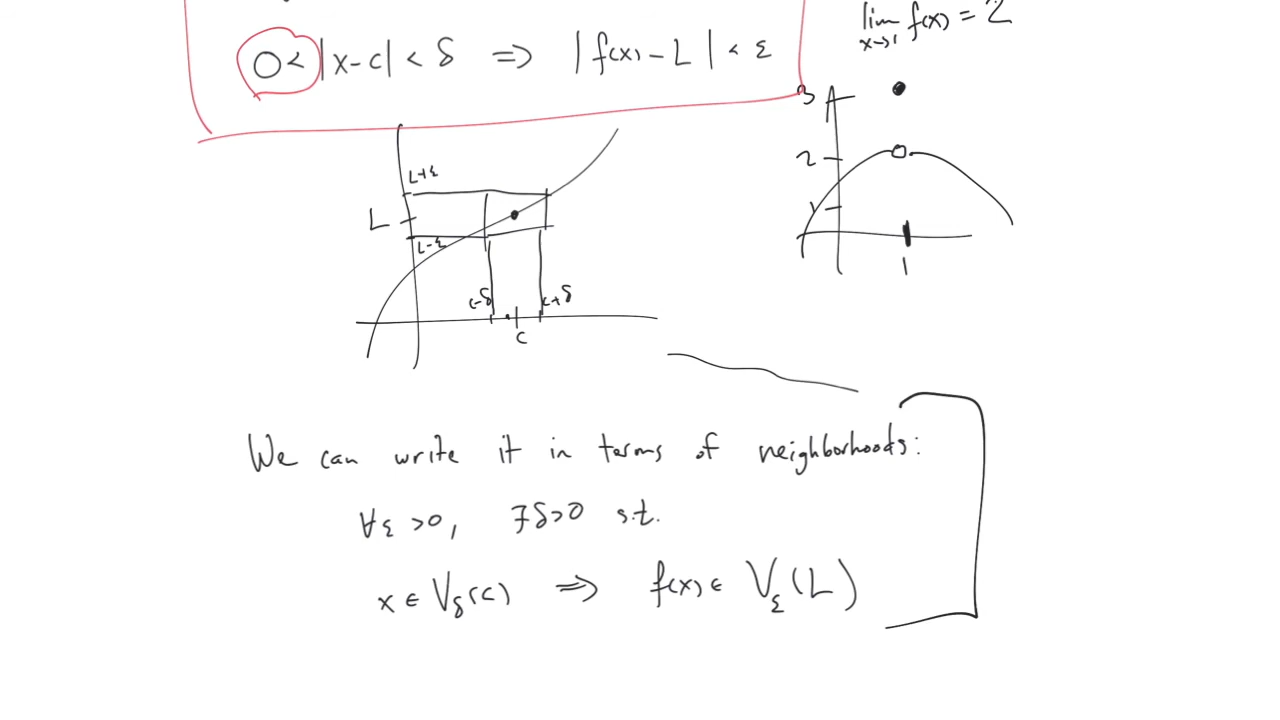 lim f(x) = 2
x→1
0 < |x-c| < δ ⇒ |f(x) - L| < ε
3
2
1
1
L+ε
L
L-ε
c-δ
c+δ
c
We can write it in terms of neighborhoods:
∀ε >0, ∃δ>0 s.t.
x ∈ V_δ(c) ⇒ f(x) ∈ V_ε(L)